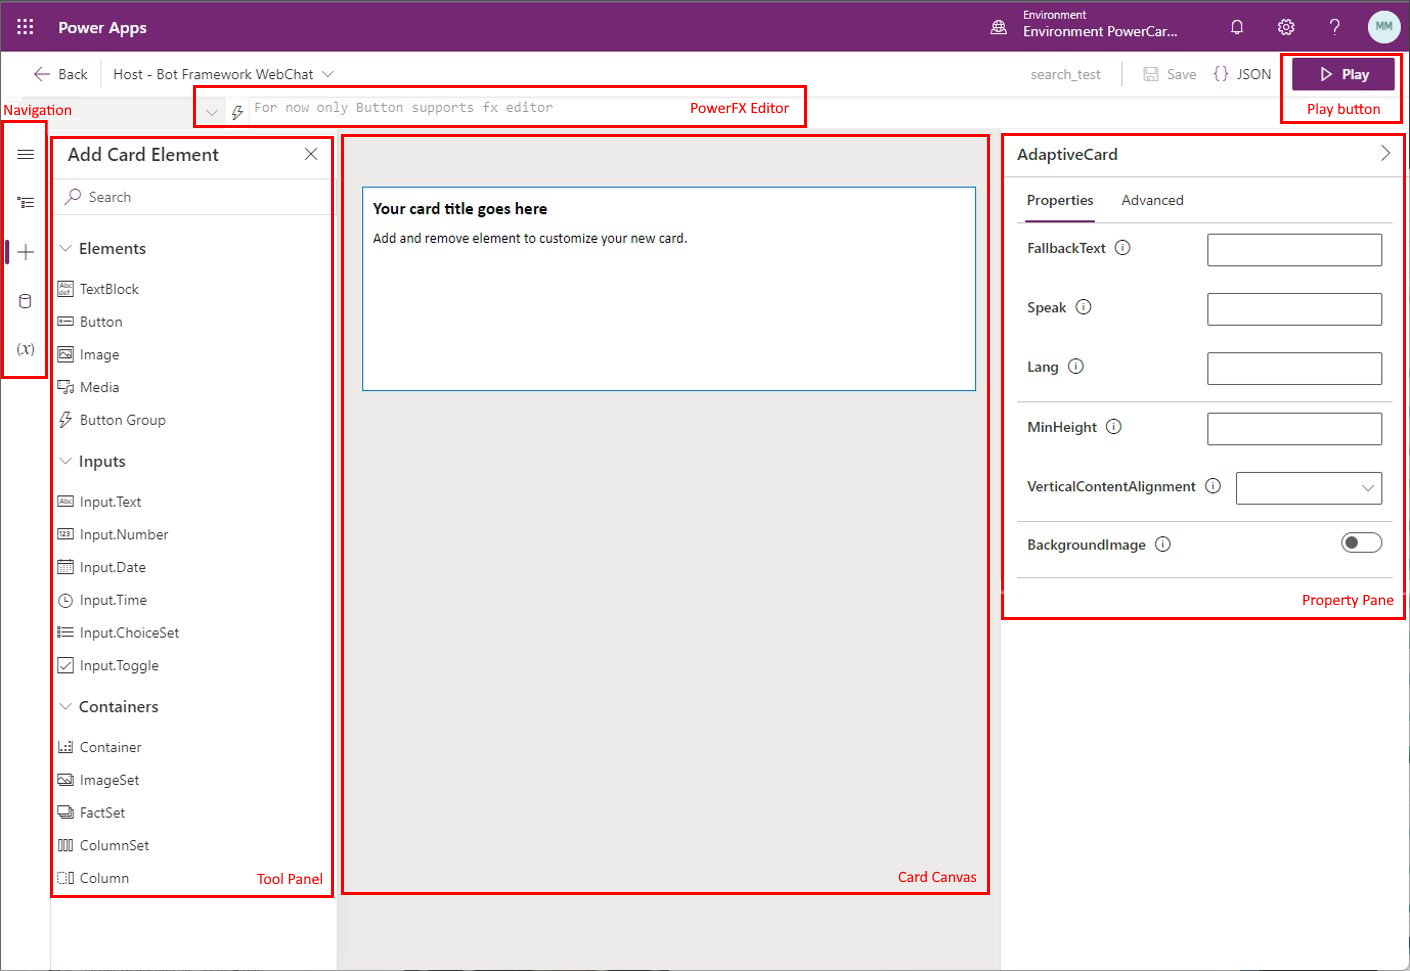 Power Apps
Environment
Environment PowerCar...
MM
Back
Host - Bot Framework WebChat
search_test
Save
{} JSON
Play
Play button
Navigation
For now only Button supports fx editor
PowerFX Editor
Add Card Element
Search
Elements
TextBlock
Button
Image
Media
Button Group
Inputs
Input.Text
Input.Number
Input.Date
Input.Time
Input.ChoiceSet
Input.Toggle
Containers
Container
ImageSet
FactSet
ColumnSet
Column
Tool Panel
(x)
Your card title goes here
Add and remove element to customize your new card.
Card Canvas
AdaptiveCard
Properties
Advanced
FallbackText
Speak
Lang
MinHeight
VerticalContentAlignment
BackgroundImage
Property Pane